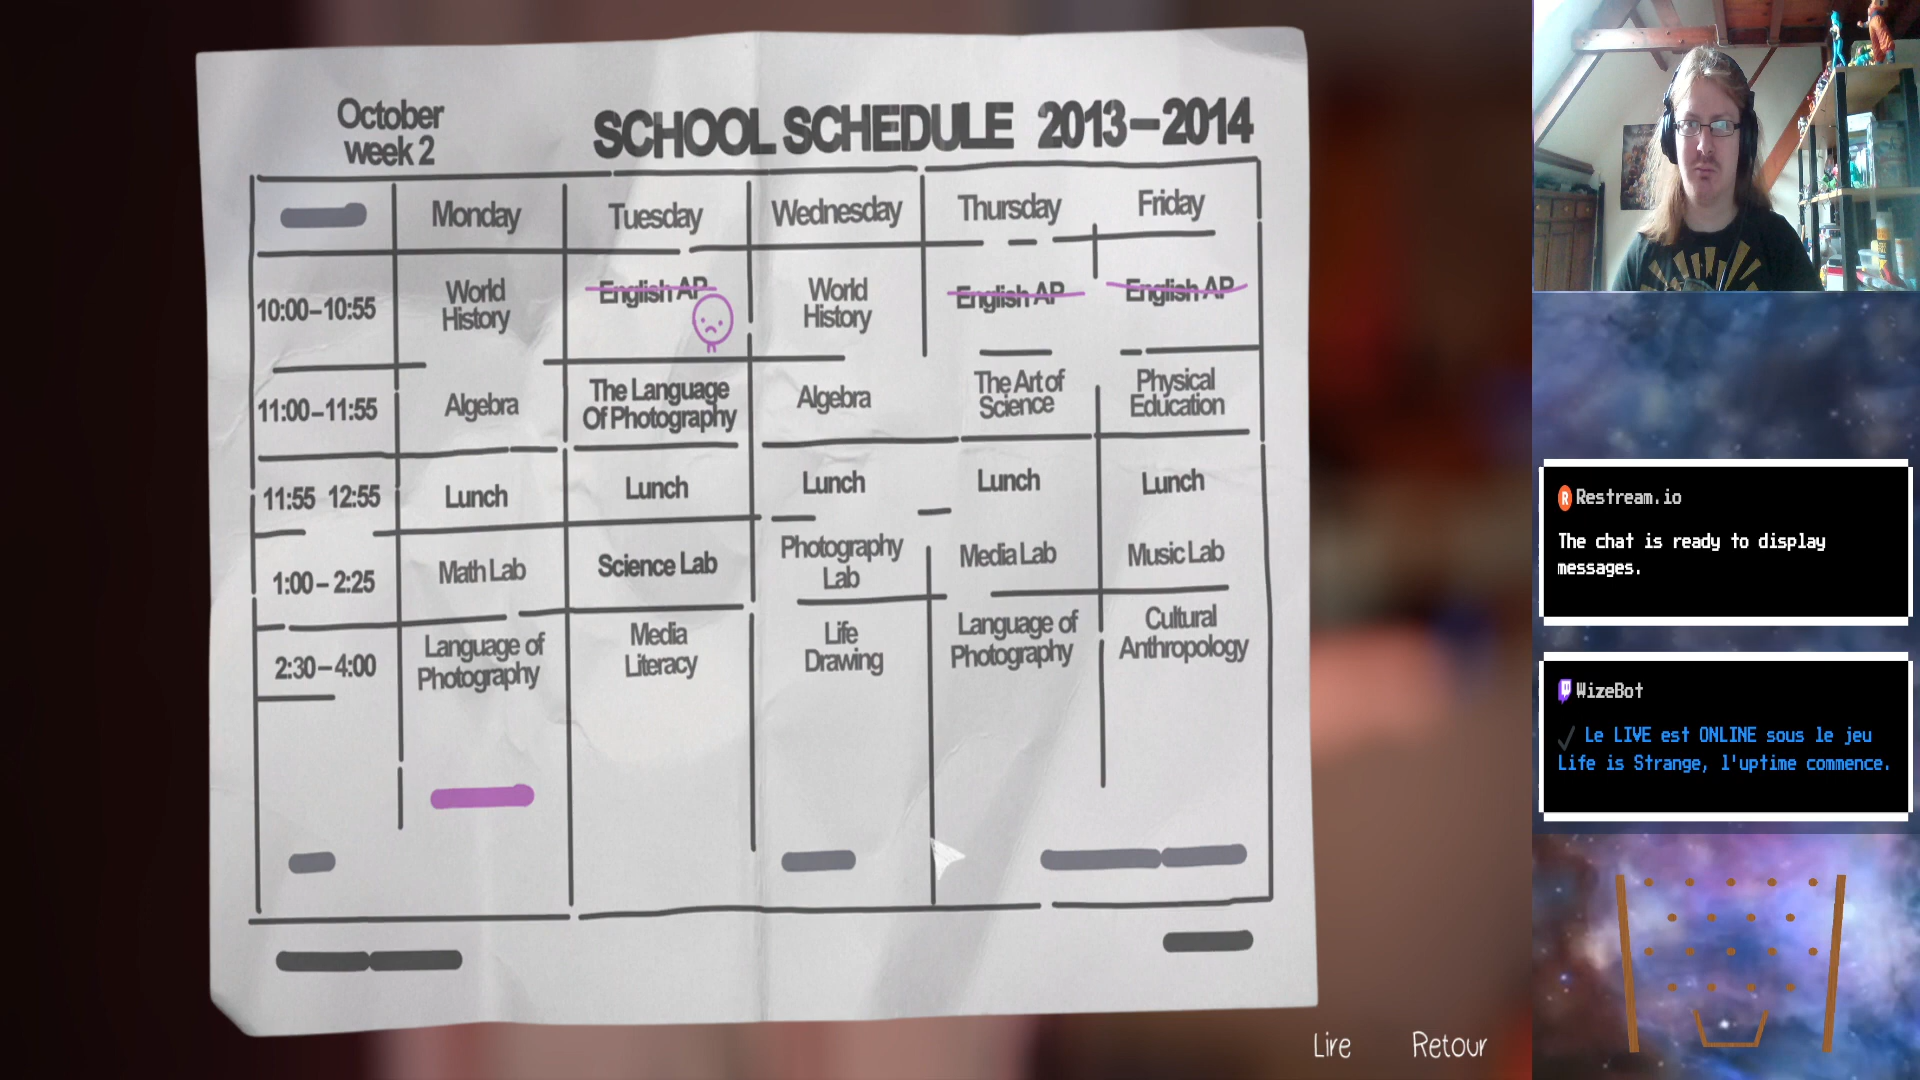 October
week 2
SCHOOL SCHEDULE 2013-2014
Monday
Tuesday
Wednesday
Thursday
Friday
10:00-10:55
World
History
English AP
World
History
English AP
English AP
11:00-11:55
Algebra
The Language
Of Photography
Algebra
The Art of
Science
Physical
Education
11:55 12:55
Lunch
Lunch
Lunch
Lunch
Lunch
1:00-2:25
Math Lab
Science Lab
Photography
Lab
Media Lab
Music Lab
2:30-4:00
Language of
Photography
Media
Literacy
Life
Drawing
Language of
Photography
Cultural
Anthropology
Lire Retour
Restream.io
The chat is ready to display
messages.
WizeBot
Le LIVE est ONLINE sous le jeu
Life is Strange, l'uptime commence.